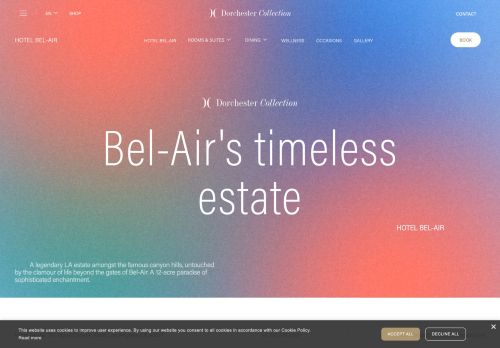 EN SHOP
Dorchester Collection
CONTACT
HOTEL BEL-AIR
HOTEL BEL-AIR ROOMS & SUITES DINING WELLNESS OCCASIONS GALLERY
BOOK
Dorchester Collection
Bel-Air's timeless
estate
HOTEL BEL-AIR
A legendary LA estate amongst the famous canyon hills, untouched
by the clamour of life beyond the gates of Bel-Air. A 12-acre paradise of
sophisticated enchantment.
This website uses cookies to improve user experience. By using our website you consent to all cookies in accordance with our Cookie Policy.
Read more
ACCEPT ALL
DECLINE ALL